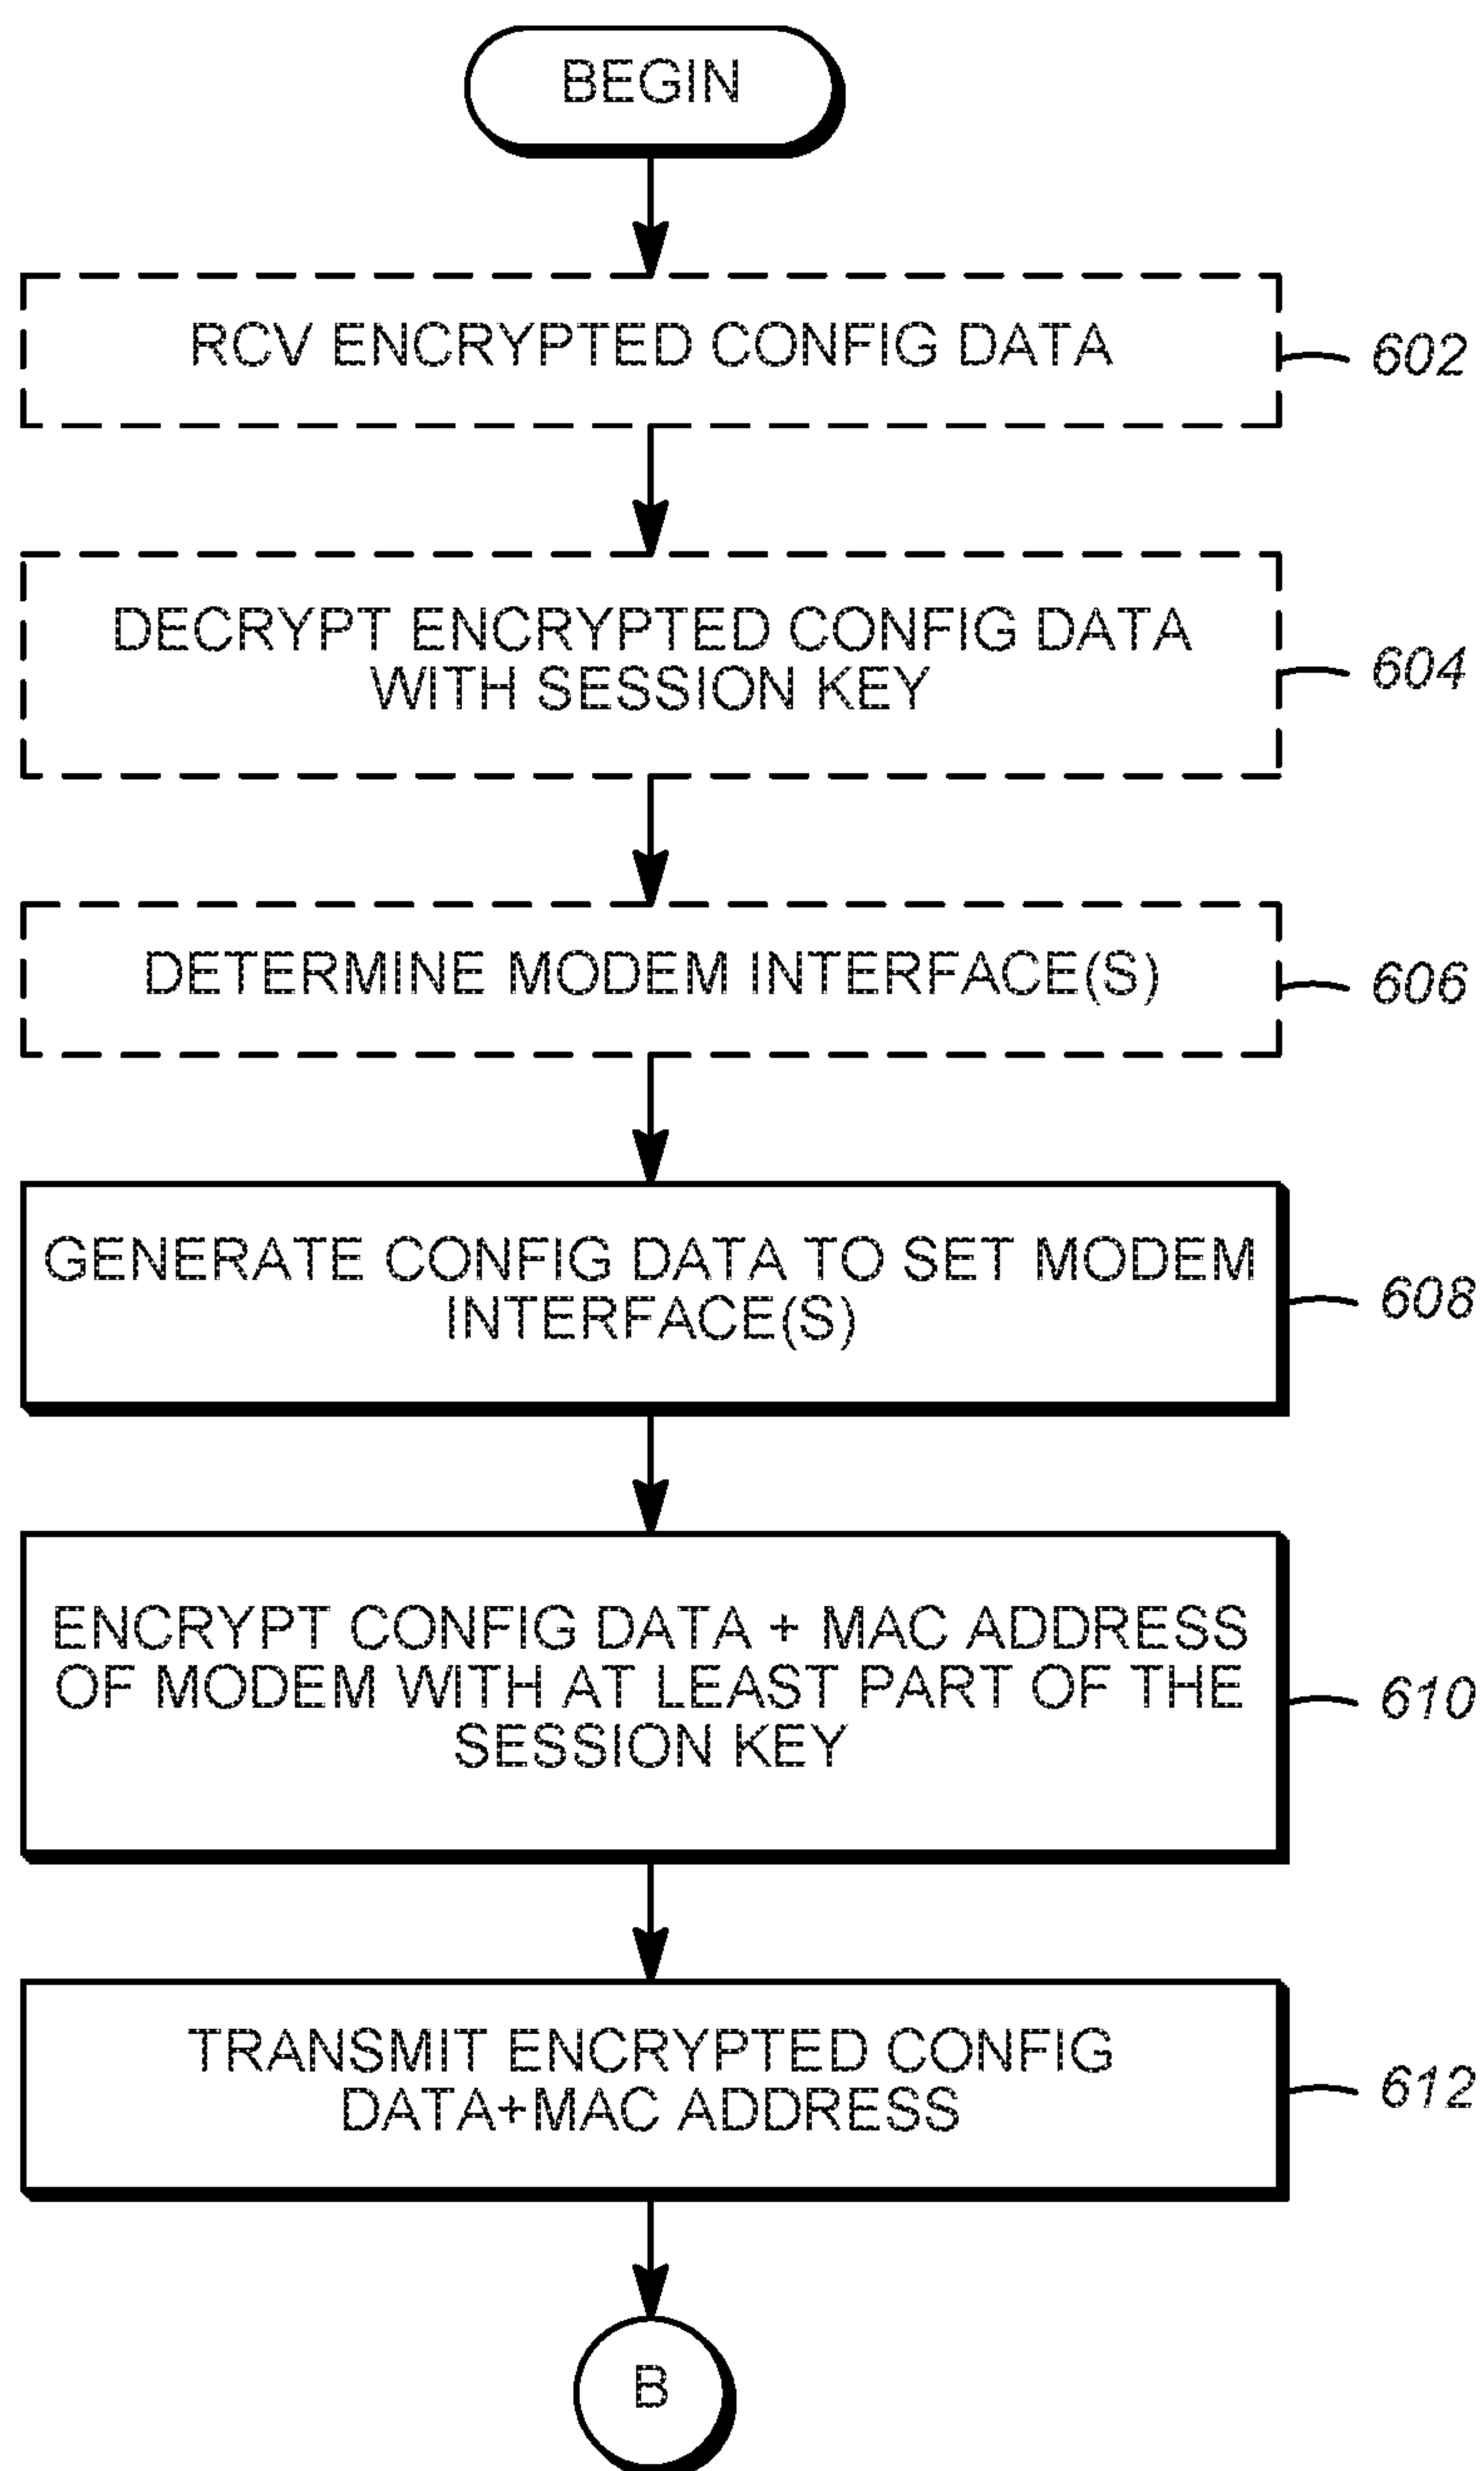 BEGIN
RCV ENCRYPTED CONFIG DATA
602
DECRYPT ENCRYPTED CONFIG DATA
WITH SESSION KEY
604
DETERMINE MODEM INTERFACE(S)
606
GENERATE CONFIG DATA TO SET MODEM
INTERFACE(S)
608
ENCRYPT CONFIG DATA + MAC ADDRESS
OF MODEM WITH AT LEAST PART OF THE
SESSION KEY
610
TRANSMIT ENCRYPTED CONFIG
DATA+MAC ADDRESS
612
B